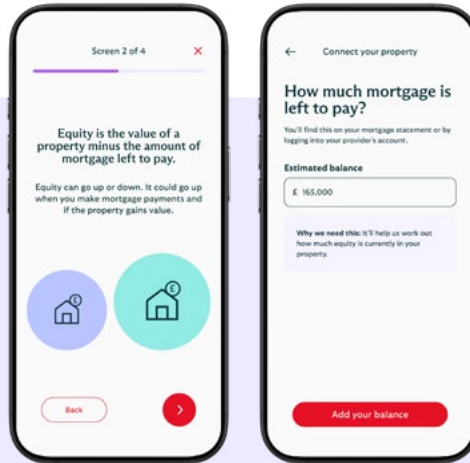 Screen 2 of 4
Equity is the value of a
property minus the amount of
mortgage left to pay.
Equity can go up or down. It could go up
when you make mortgage payments and
if the property gains value.
£
£
Back
Connect your property
How much mortgage is
left to pay?
You'll find this on your mortgage statement or by
logging into your provider's account.
Estimated balance
£ 165,000
Why we need this: It'll help us work out
how much equity is currently in your
property.
Add your balance